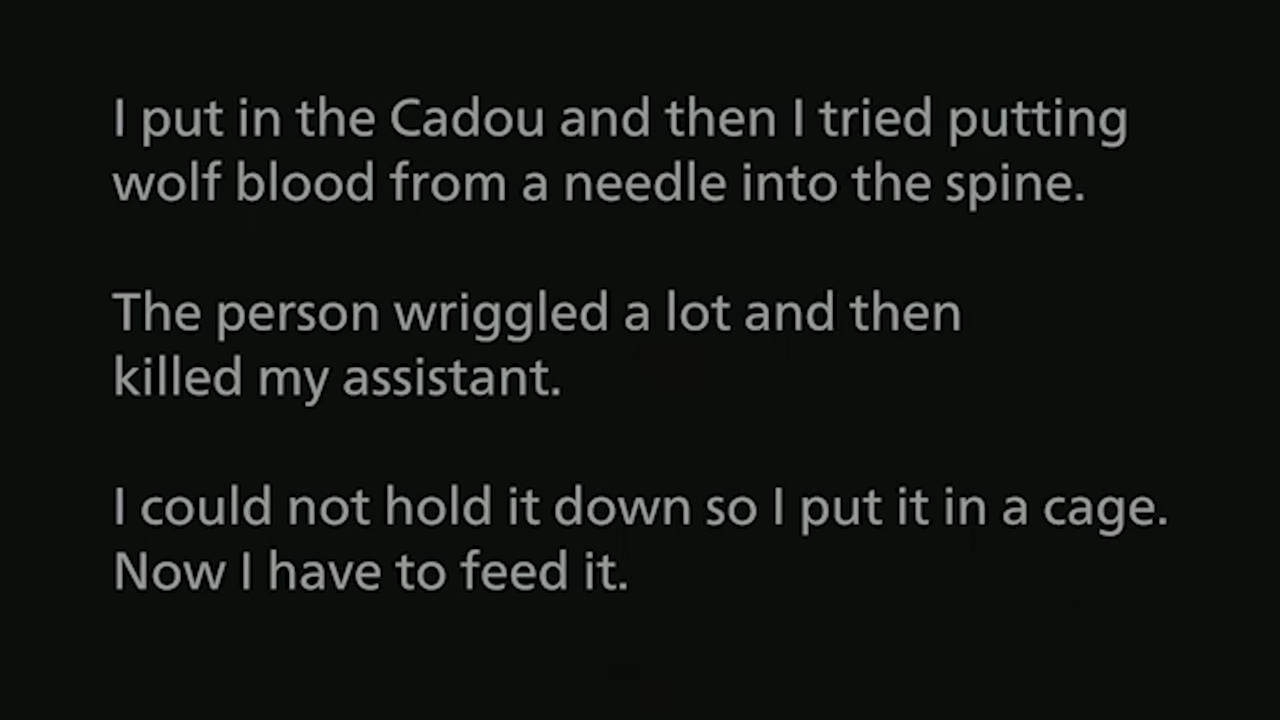 I put in the Cadou and then I tried putting
wolf blood from a needle into the spine.
The person wriggled a lot and then
killed my assistant.
I could not hold it down so I put it in a cage.
Now I have to feed it.